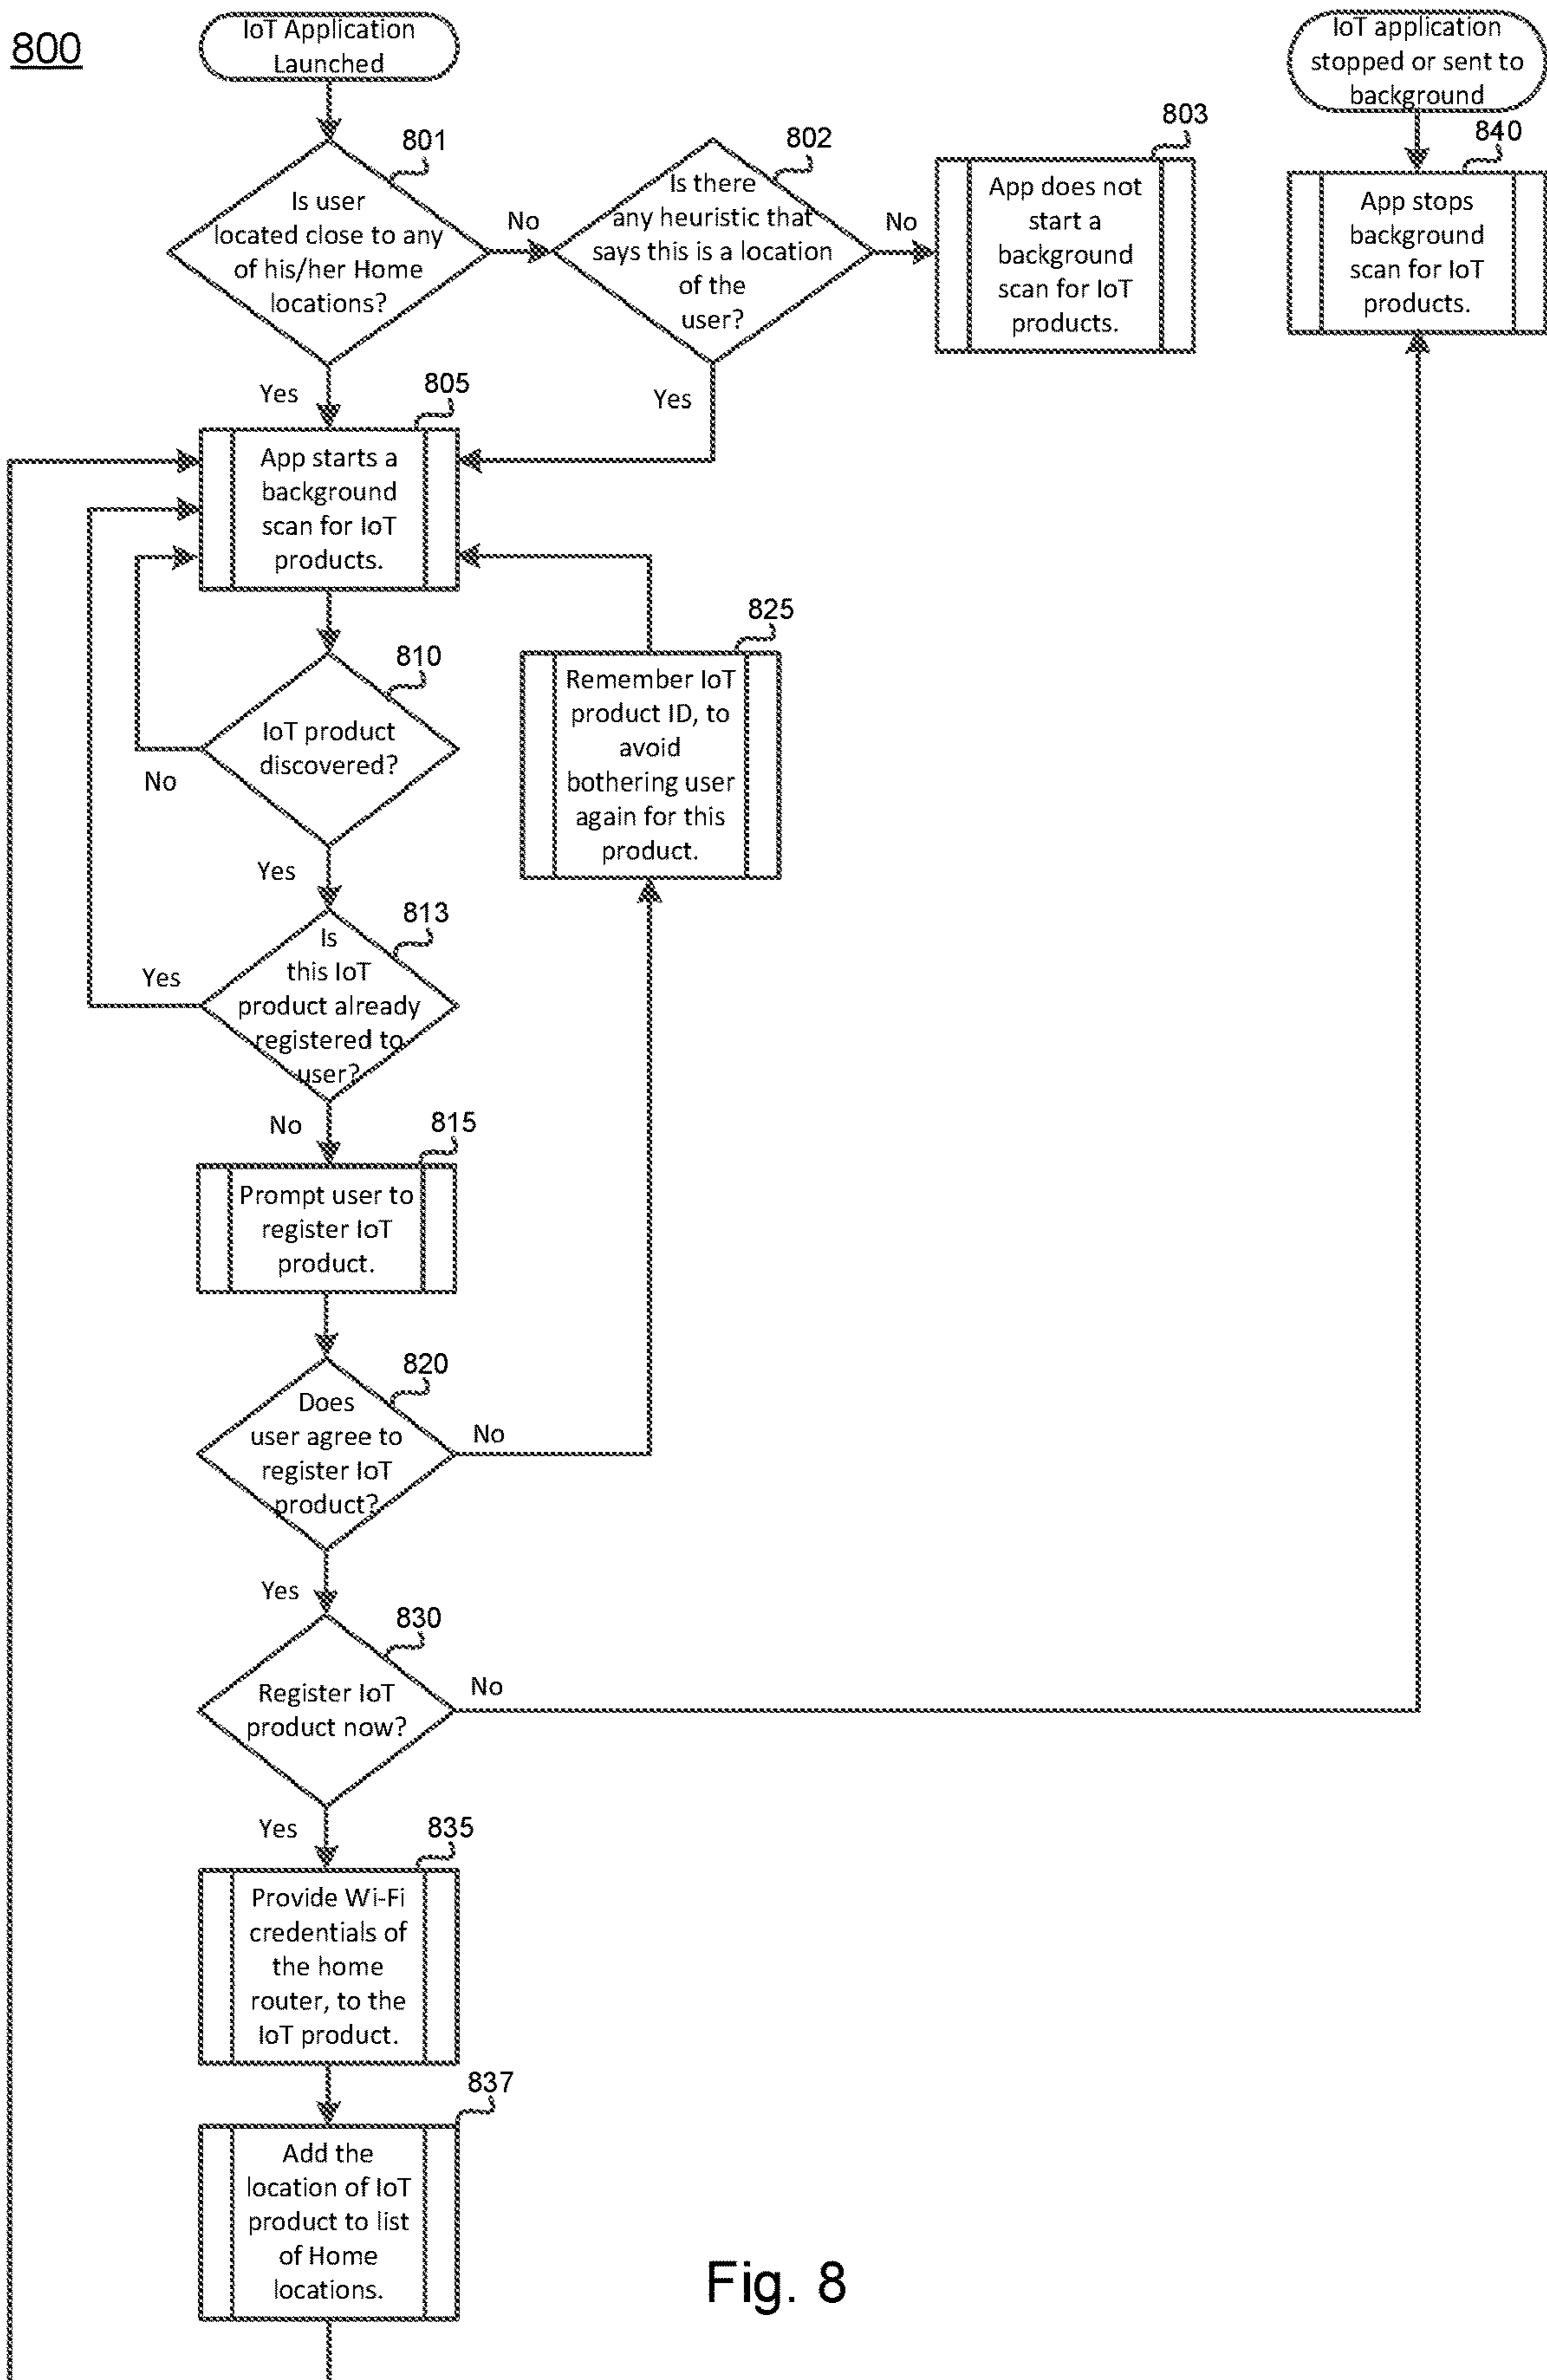 800
IoT Application
Launched
IoT application
stopped or sent to
background
801
Is user
located close to any
of his/her Home
locations?
No
802
Is there
any heuristic that
says this is a location
of the
user?
No
803
App does not
start a
background
scan for IoT
products.
840
App stops
background
scan for IoT
products.
Yes
Yes
805
App starts a
background
scan for IoT
products.
810
IoT product
discovered?
No
825
Remember IoT
product ID, to
avoid
bothering user
again for this
product.
Yes
813
Is
this IoT
product already
registered to
user?
Yes
No
815
Prompt user to
register IoT
product.
820
Does
user agree to
register IoT
product?
No
Yes
830
Register IoT
product now?
No
Yes
835
Provide Wi-Fi
credentials of
the home
router, to the
IoT product.
837
Add the
location of IoT
product to list
of Home
locations.
Fig. 8